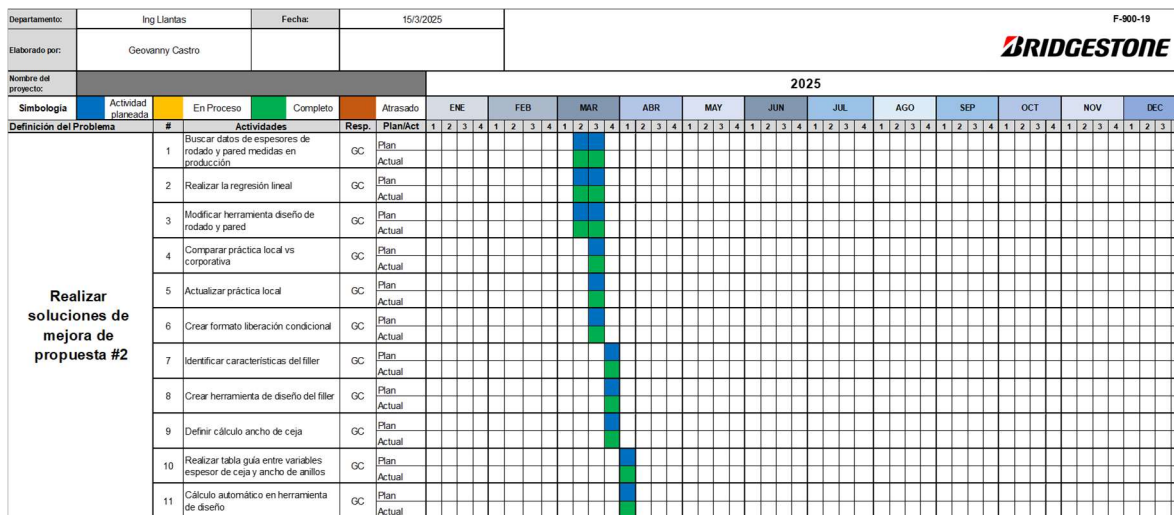 Departamento: Ing Llantas Fecha: 15/3/2025 F-900-19
Elaborado por: Geovanny Castro BRIDGESTONE
Nombre del
proyecto:
2025
Simbología Actividad
planeada En Proceso Completo Atrasado ENE FEB MAR ABR MAY JUN JUL AGO SEP OCT NOV DEC
Definición del Problema # Actividades Resp. Plan/Act 1 2 3 4 1 2 3 4 1 2 3 4 1 2 3 4 1 2 3 4 1 2 3 4 1 2 3 4 1 2 3 4 1 2 3 4 1 2 3 4 1 2 3 4 1 2 3
Realizar
soluciones de
mejora de
propuesta #2
1 Buscar datos de espesores de
rodado y pared medidas en
producción GC Plan
Actual
2 Realizar la regresión lineal GC Plan
Actual
3 Modificar herramienta diseño de
rodado y pared GC Plan
Actual
4 Comparar práctica local vs
corporativa GC Plan
Actual
5 Actualizar práctica local GC Plan
Actual
6 Crear formato liberación condicional GC Plan
Actual
7 Identificar características del filler GC Plan
Actual
8 Crear herramienta de diseño del filler GC Plan
Actual
9 Definir cálculo ancho de ceja GC Plan
Actual
10 Realizar tabla guía entre variables
espesor de ceja y ancho de anillos GC Plan
Actual
11 Cálculo automático en herramienta
de diseño GC Plan
Actual